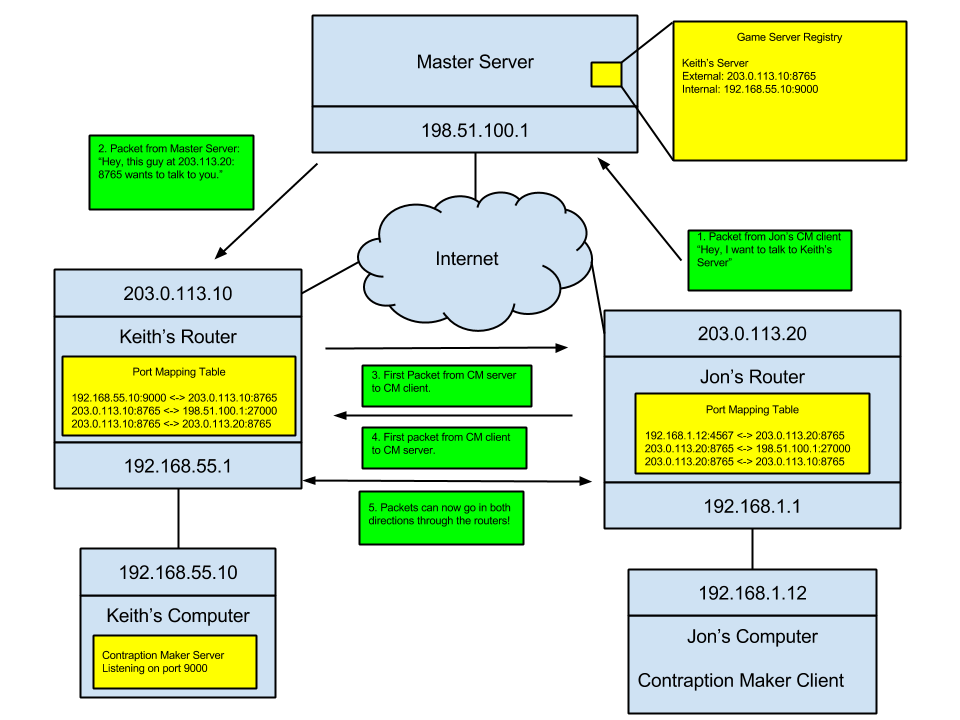 Master Server
198.51.100.1
Game Server Registry
Keith's Server
External: 203.0.113.10:8765
Internal: 192.168.55.10:9000
2. Packet from Master Server:
“Hey, this guy at 203.113.20:
8765 wants to talk to you.”
1. Packet from Jon's CM client
“Hey, I want to talk to Keith's
Server”
Internet
203.0.113.10
Keith's Router
Port Mapping Table
192.168.55.10:9000 <-> 203.0.113.10:8765
203.0.113.10:8765 <-> 198.51.100.1:27000
203.0.113.10:8765 <-> 203.0.113.20:8765
192.168.55.1
3. First Packet from CM server
to CM client.
4. First packet from CM client
to CM server.
5. Packets can now go in both
directions through the routers!
203.0.113.20
Jon's Router
Port Mapping Table
192.168.1.12:4567 <-> 203.0.113.20:8765
203.0.113.20:8765 <-> 198.51.100.1:27000
203.0.113.20:8765 <-> 203.0.113.10:8765
192.168.1.1
192.168.55.10
Keith's Computer
Contraption Maker Server
Listening on port 9000
192.168.1.12
Jon's Computer
Contraption Maker Client